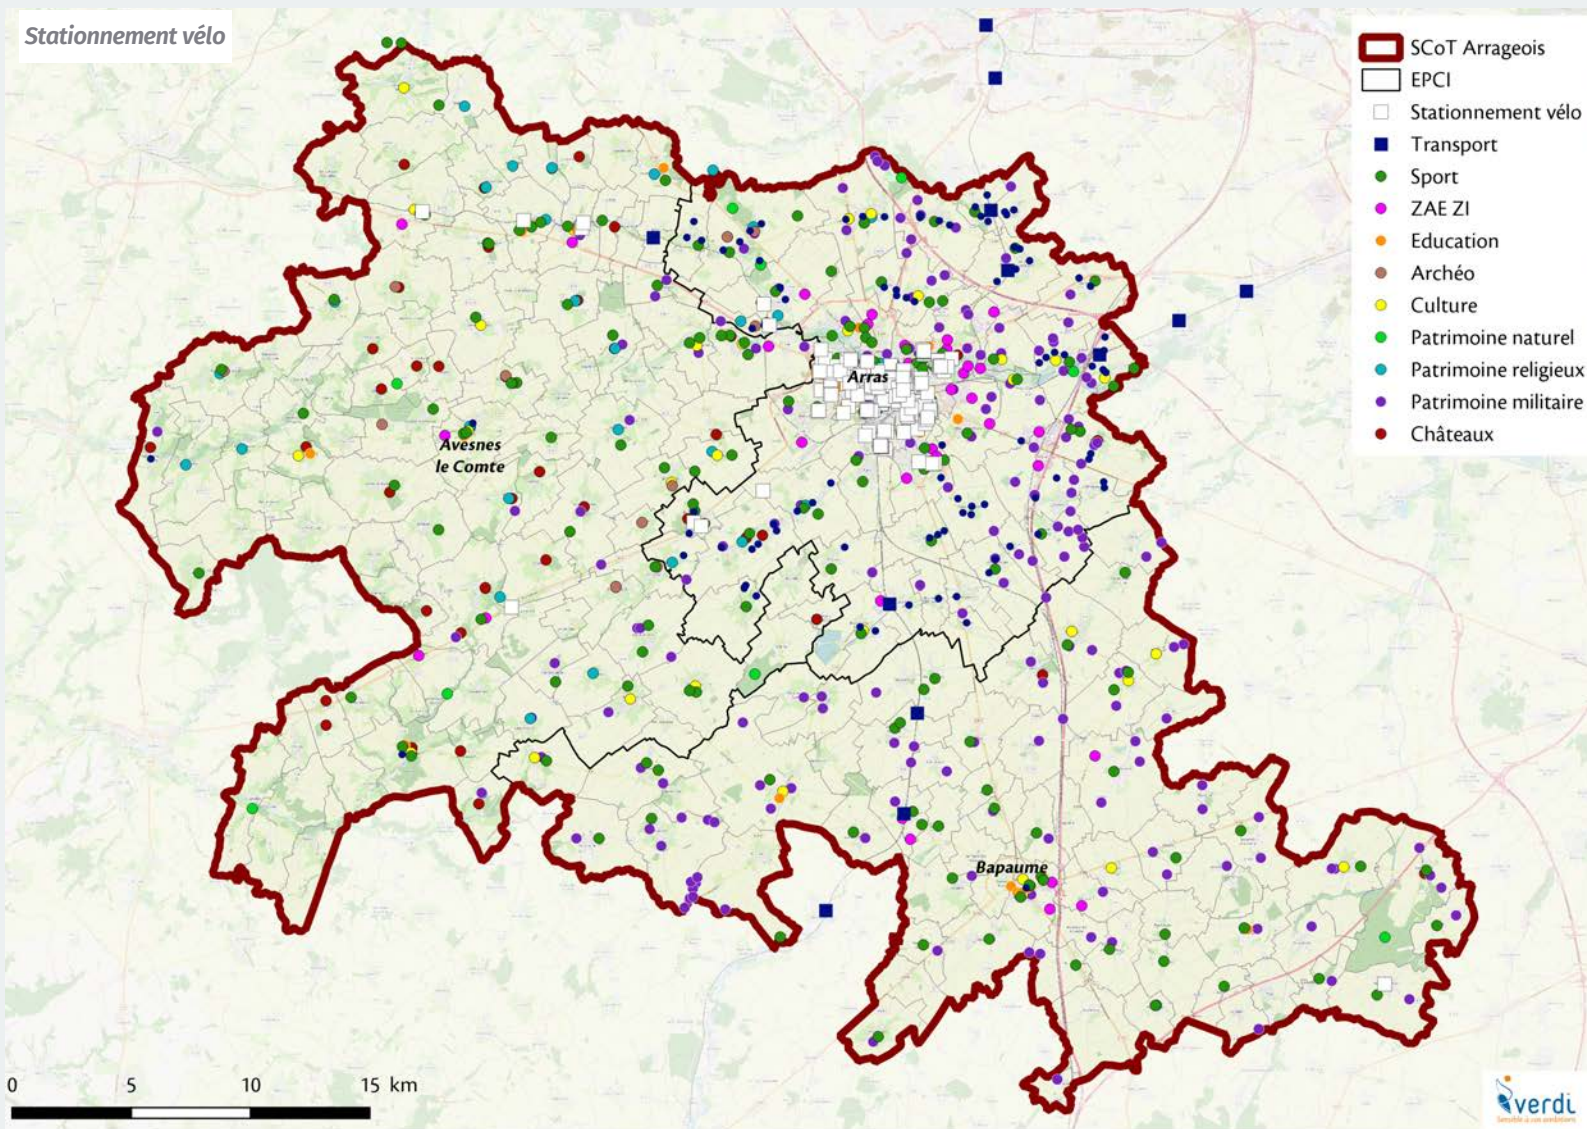 Stationnement vélo
SCoT Arrageois
EPCI
Stationnement vélo
Transport
Sport
ZAE ZI
Education
Archéo
Culture
Patrimoine naturel
Patrimoine religieux
Patrimoine militaire
Châteaux
Arras
Avesnes
le Comte
Bapaume
0 5 10 15 km
verdi